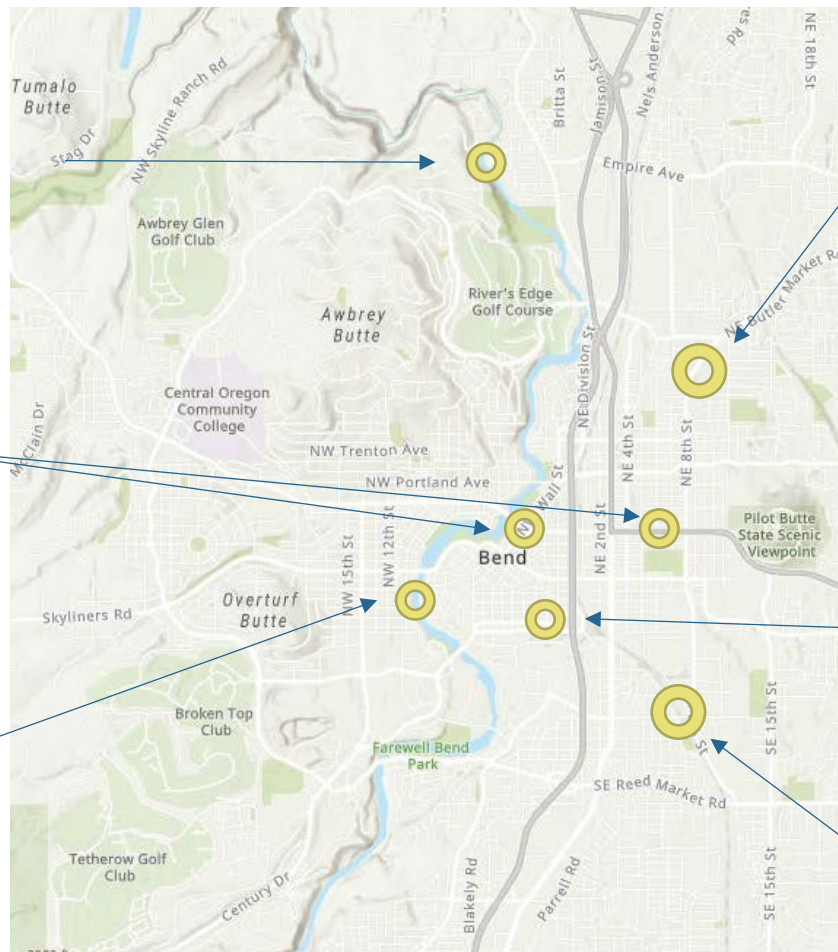 NE 18th St
Nels Anderson
Jamison St
Britta St
Tumalo
Butte
NW Skyline Ranch Rd
Stag Dr
Empire Ave
Awbrey Glen
Golf Club
River's Edge
Golf Course
NE Butler Market Rd
Awbrey
Butte
NE Division St
Central Oregon
Community
College
McClain Dr
NE 4th St
NE 8th St
NW Trenton Ave
NW Portland Ave
Wall St
Pilot Butte
State Scenic
Viewpoint
NW 15th St
NW 12th St
NE 2nd St
Bend
Overturf
Butte
Skyliners Rd
SE 15th St
Broken Top
Club
Farewell Bend
Park
St
SE Reed Market Rd
Tetherow Golf
Club
Century Dr
Blakely Rd
Parrell Rd
SE 15th St